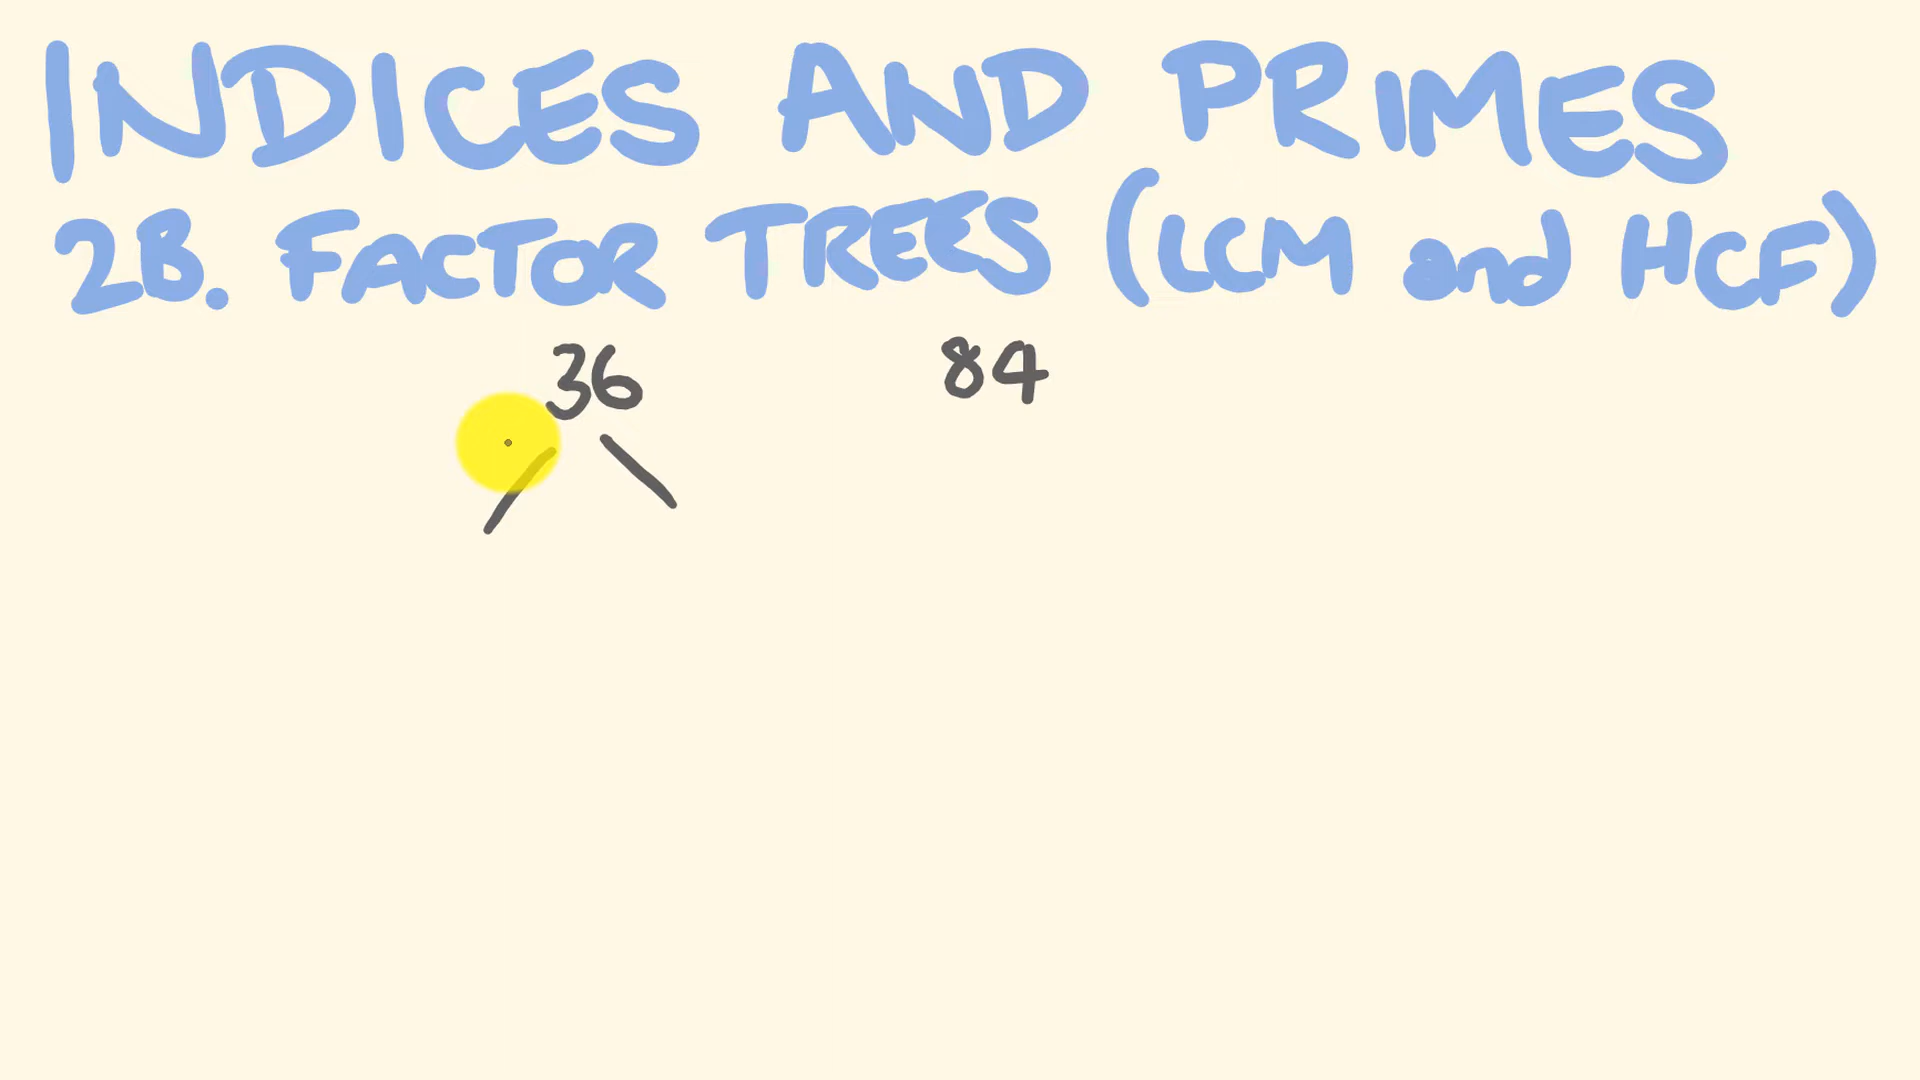 INDICES AND PRIMES
2B. FACTOR TREES (LCM and HCF)
36 84